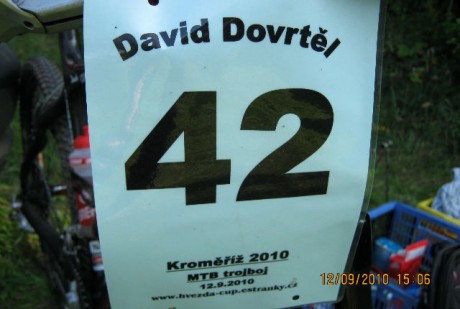 David Dovrtěl
42
Kroměříž 2010
MTB trojboj
12.9.2010
www.hvezda-cup.estranky.cz
12/09/2010 15:06